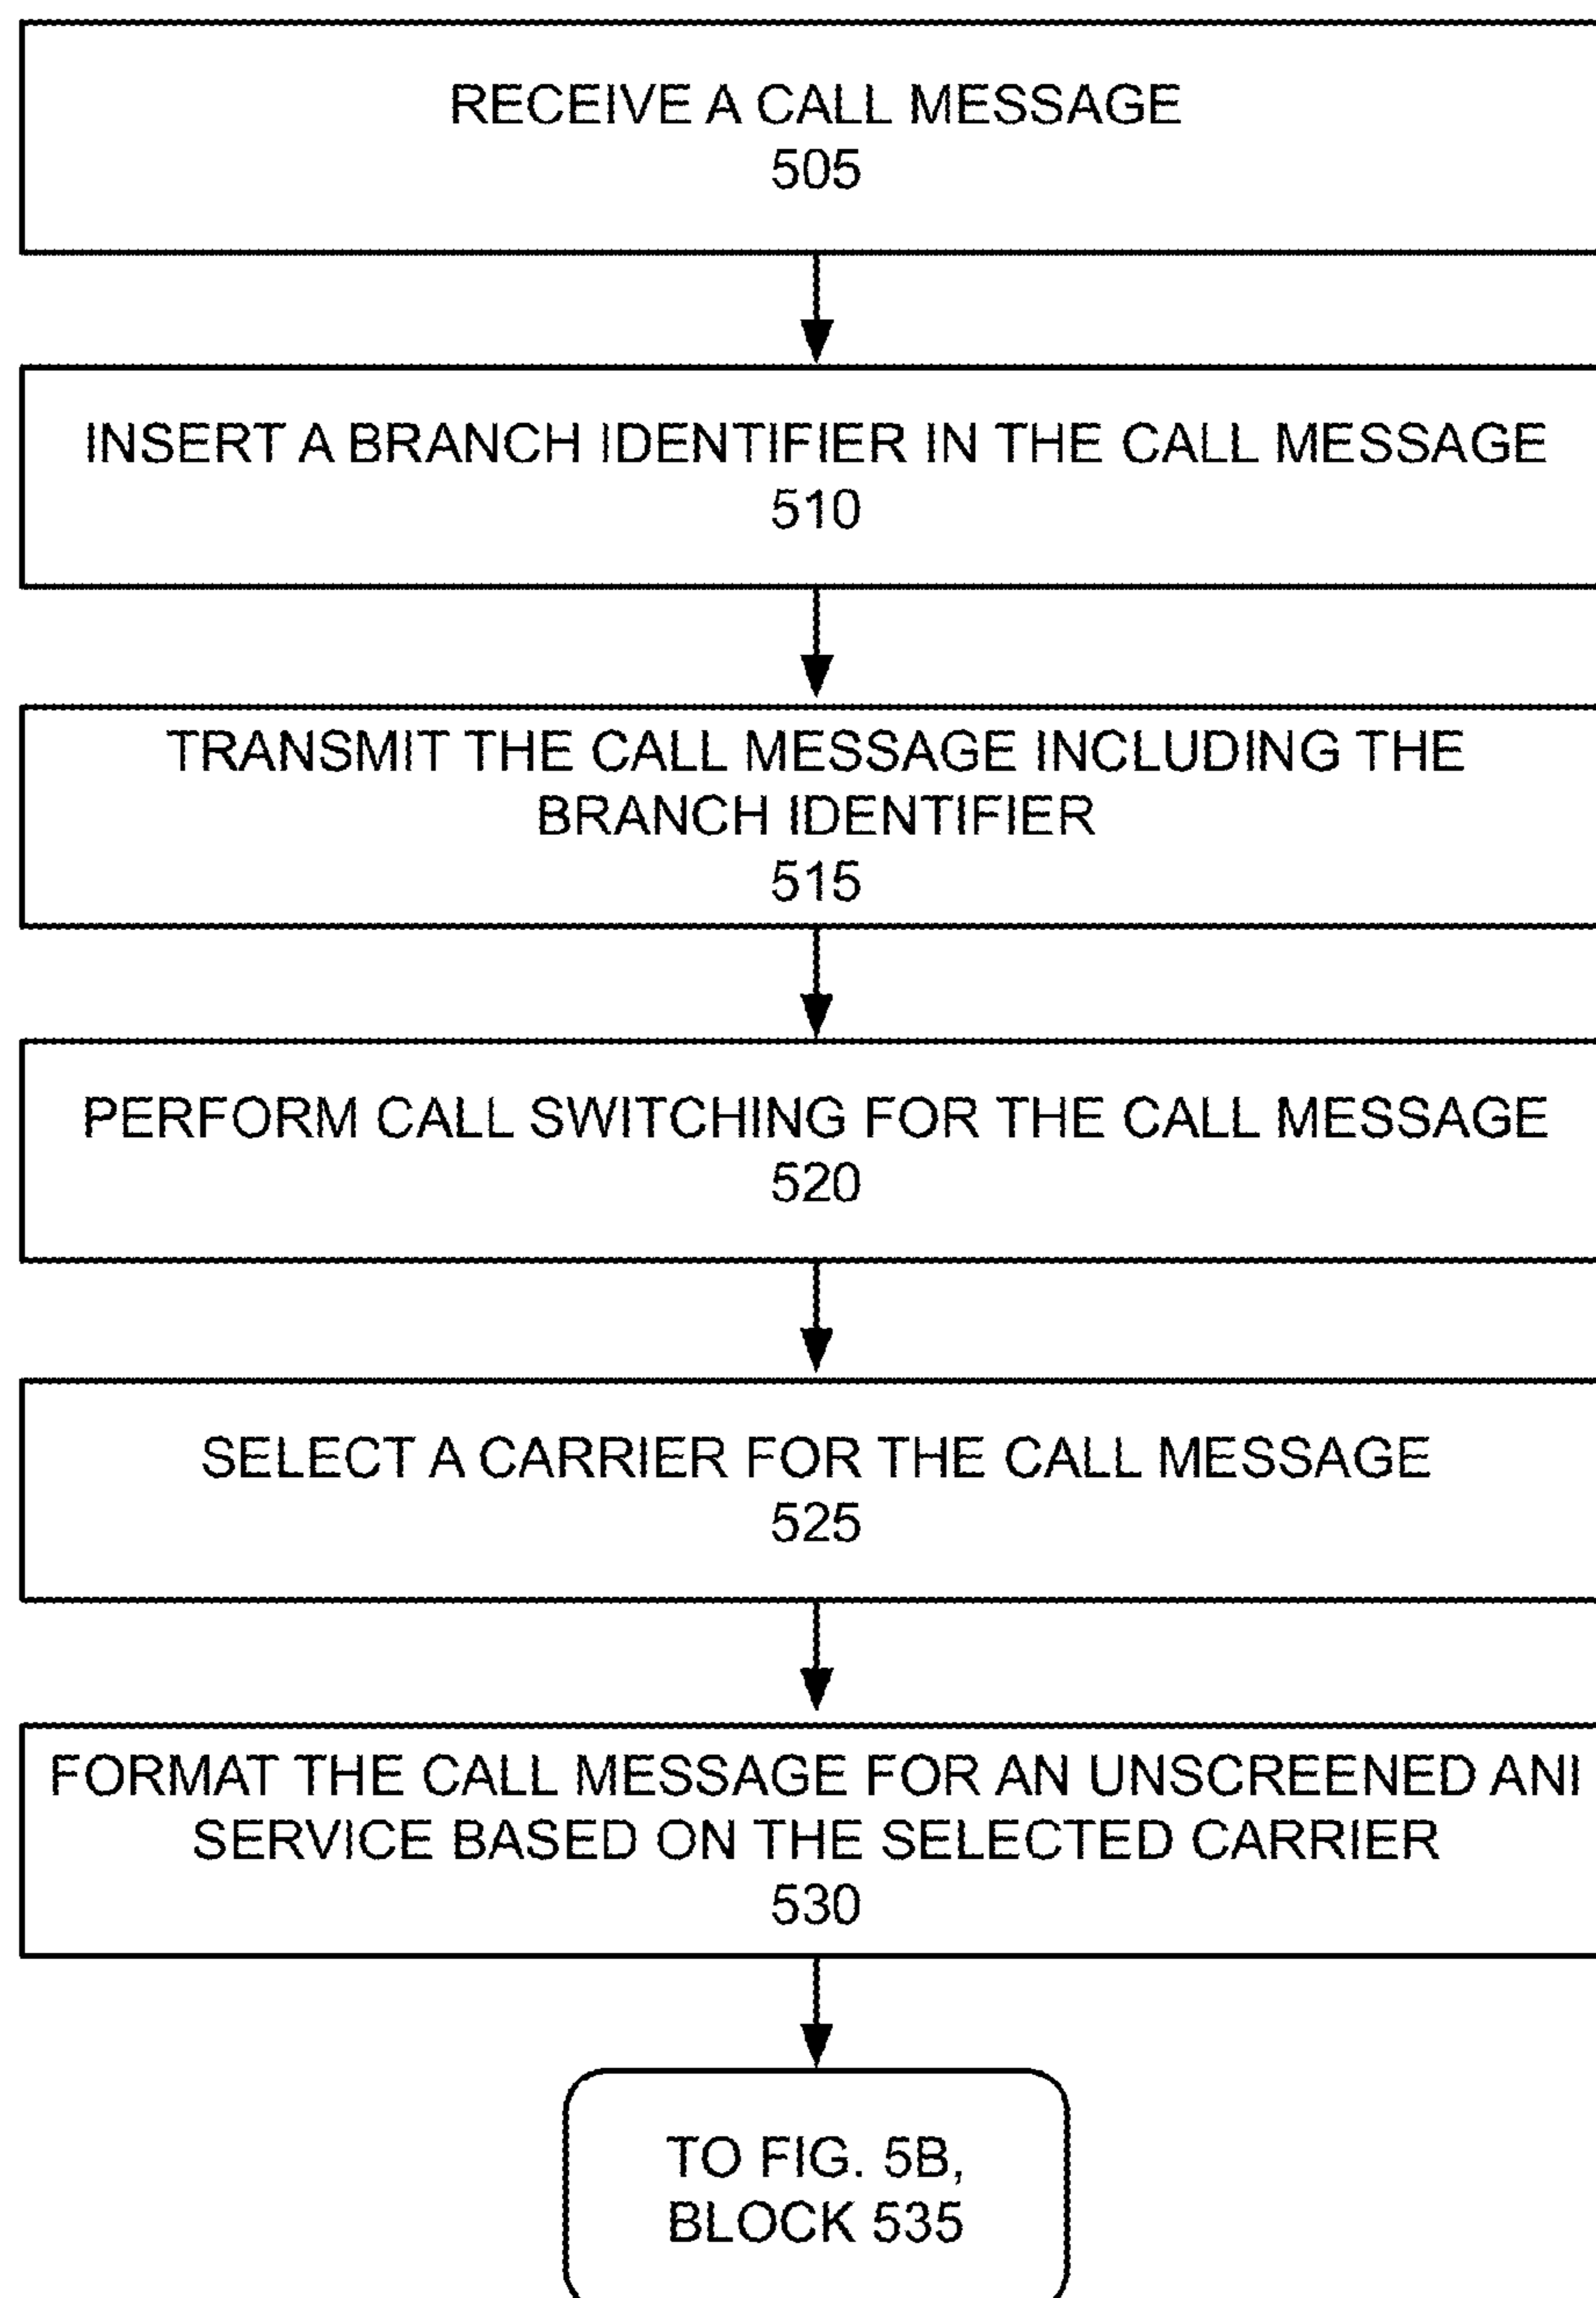 RECEIVE A CALL MESSAGE
505
INSERT A BRANCH IDENTIFIER IN THE CALL MESSAGE
510
TRANSMIT THE CALL MESSAGE INCLUDING THE
BRANCH IDENTIFIER
515
PERFORM CALL SWITCHING FOR THE CALL MESSAGE
520
SELECT A CARRIER FOR THE CALL MESSAGE
525
FORMAT THE CALL MESSAGE FOR AN UNSCREENED ANI
SERVICE BASED ON THE SELECTED CARRIER
530
TO FIG. 5B,
BLOCK 535